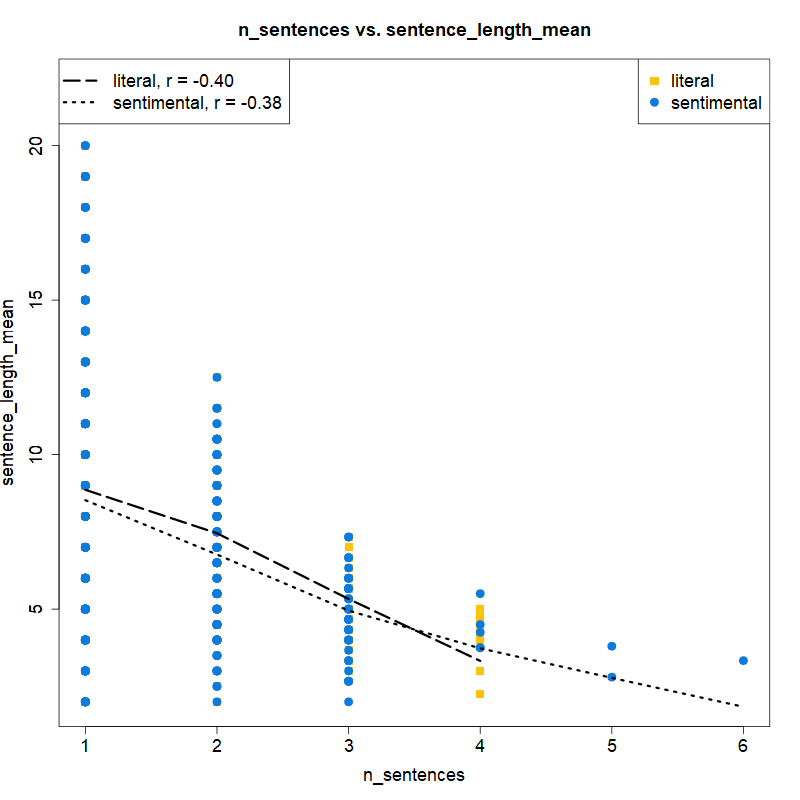 n_sentences vs. sentence_length_mean
literal, r = -0.40
sentimental, r = -0.38
literal
sentimental
20
15
10
5
sentence_length_mean
1 2 3 4 5 6
n_sentences